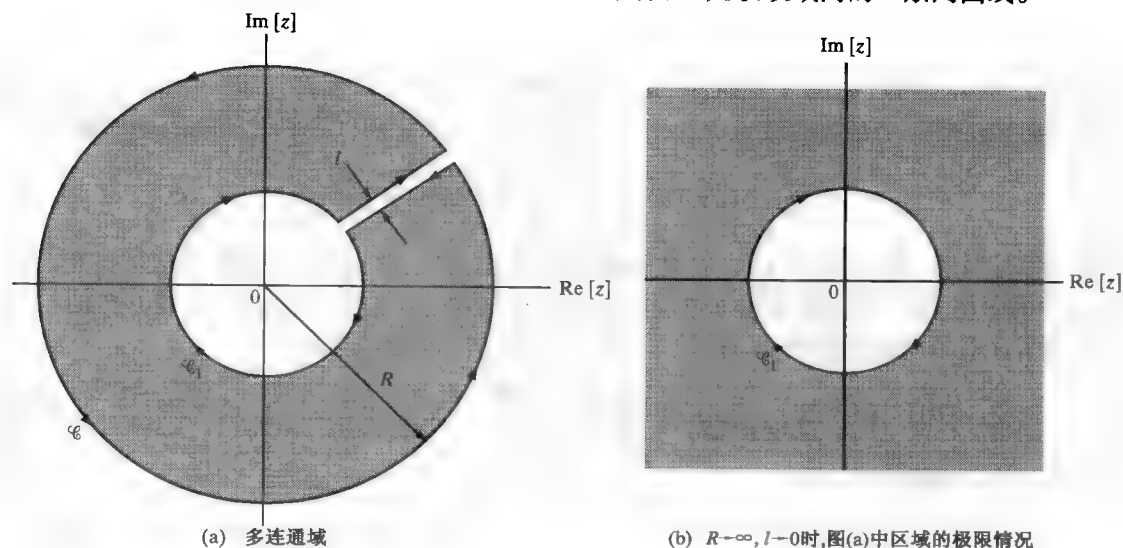 Im [z]
Im [z]
l
0
Re [z]
0
Re [z]
𝒞₁
R
𝒞₁
𝒞
(a) 多连通域
(b) R→∞, l→0时,图(a)中区域的极限情况